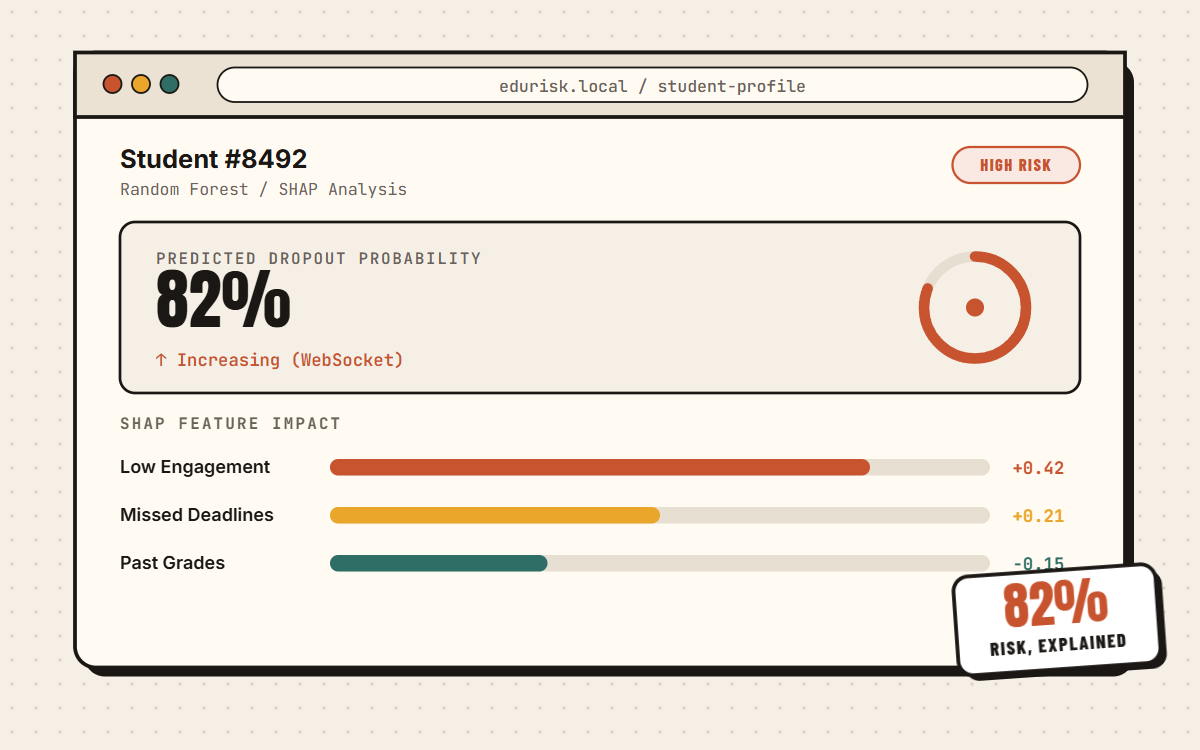 edurisk.local / student-profile
Student #8492
HIGH RISK
Random Forest / SHAP Analysis
PREDICTED DROPOUT PROBABILITY
82%
↑ Increasing (WebSocket)
SHAP FEATURE IMPACT
Low Engagement +0.42
Missed Deadlines +0.21
Past Grades -0.15
82%
RISK, EXPLAINED